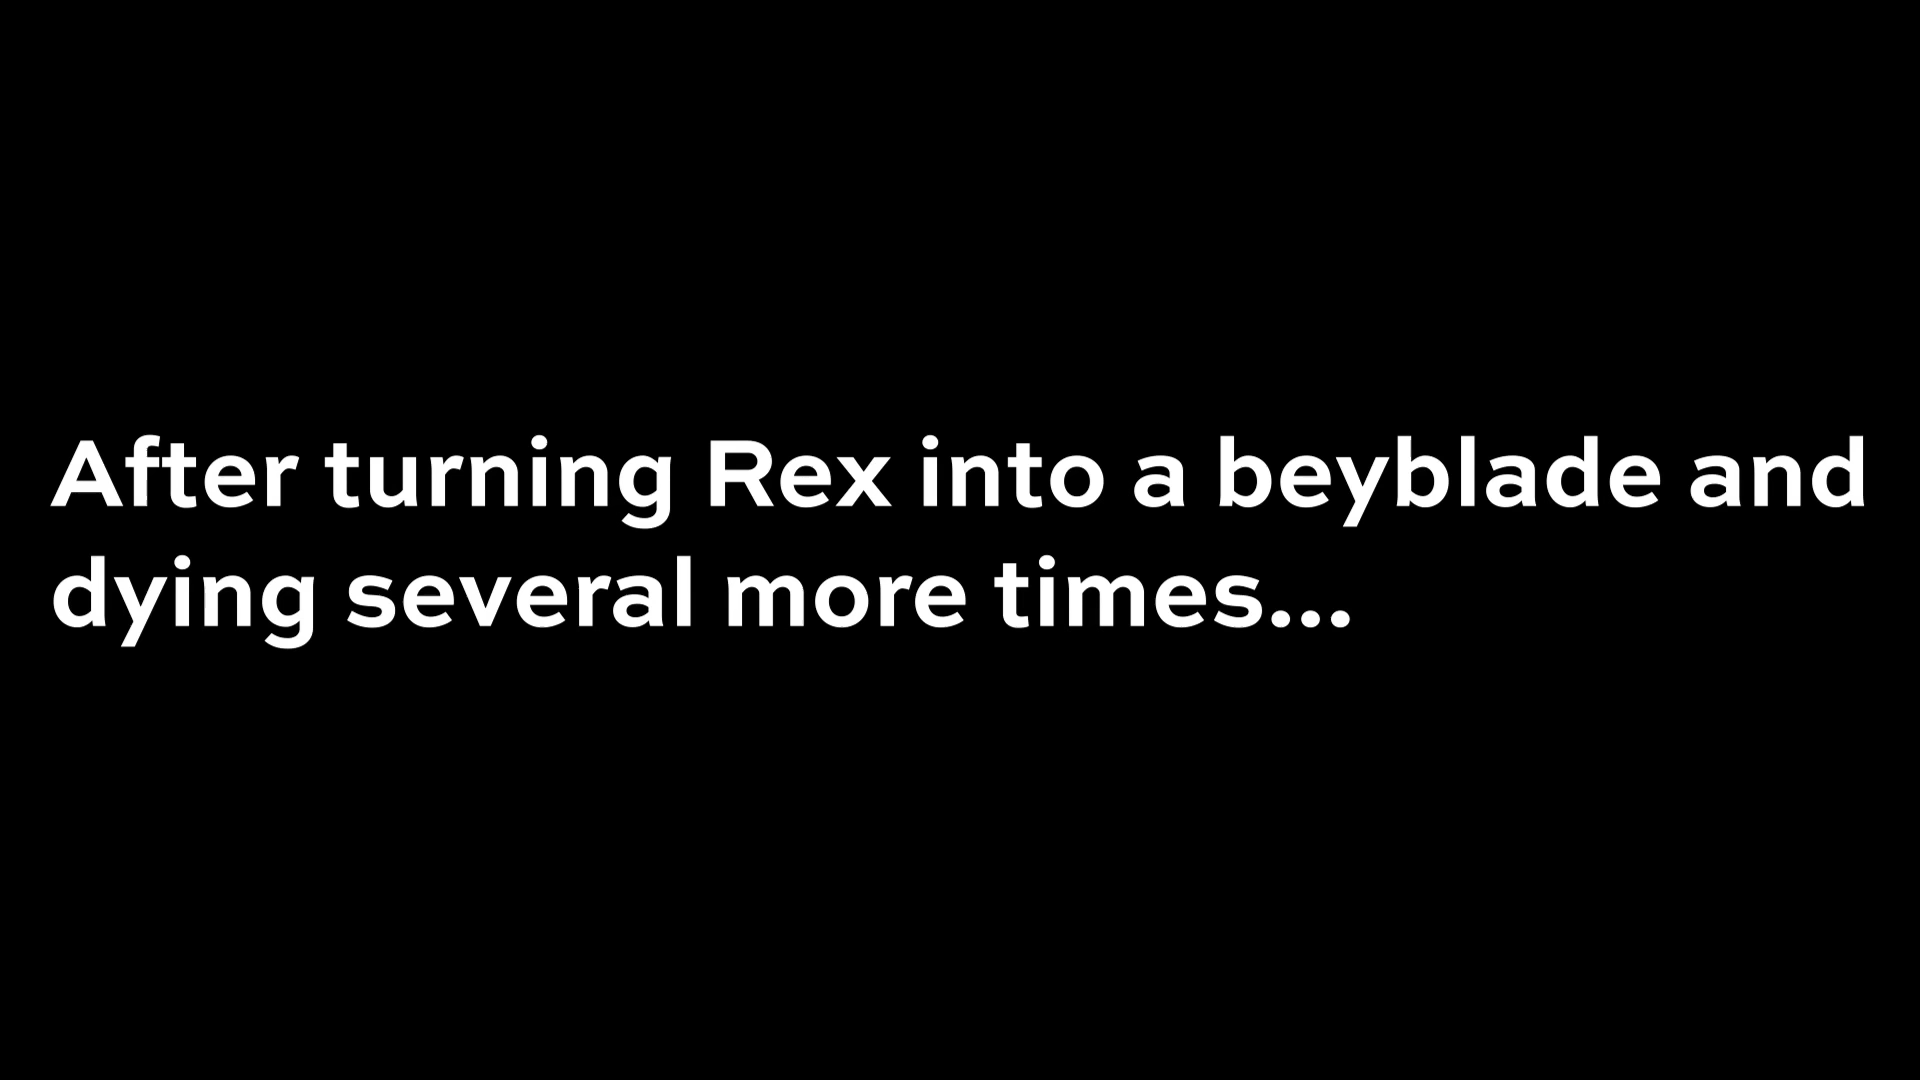 After turning Rex into a beyblade and
dying several more times...